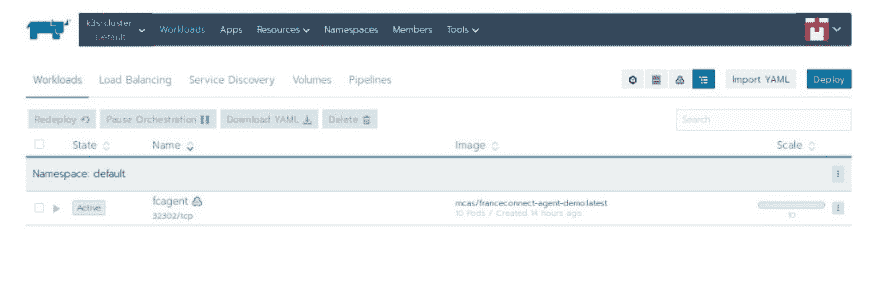 k3s-cluster
Default
Workloads Apps Resources Namespaces Members Tools
Workloads Load Balancing Service Discovery Volumes Pipelines
Import YAML Deploy
Redeploy Pause Orchestration Download YAML Delete
Search
State Name Image Scale
Namespace: default
Active fcagent mcas/franceconnect-agent-demo:latest
32302/tcp 10 Pods / Created 14 hours ago
10